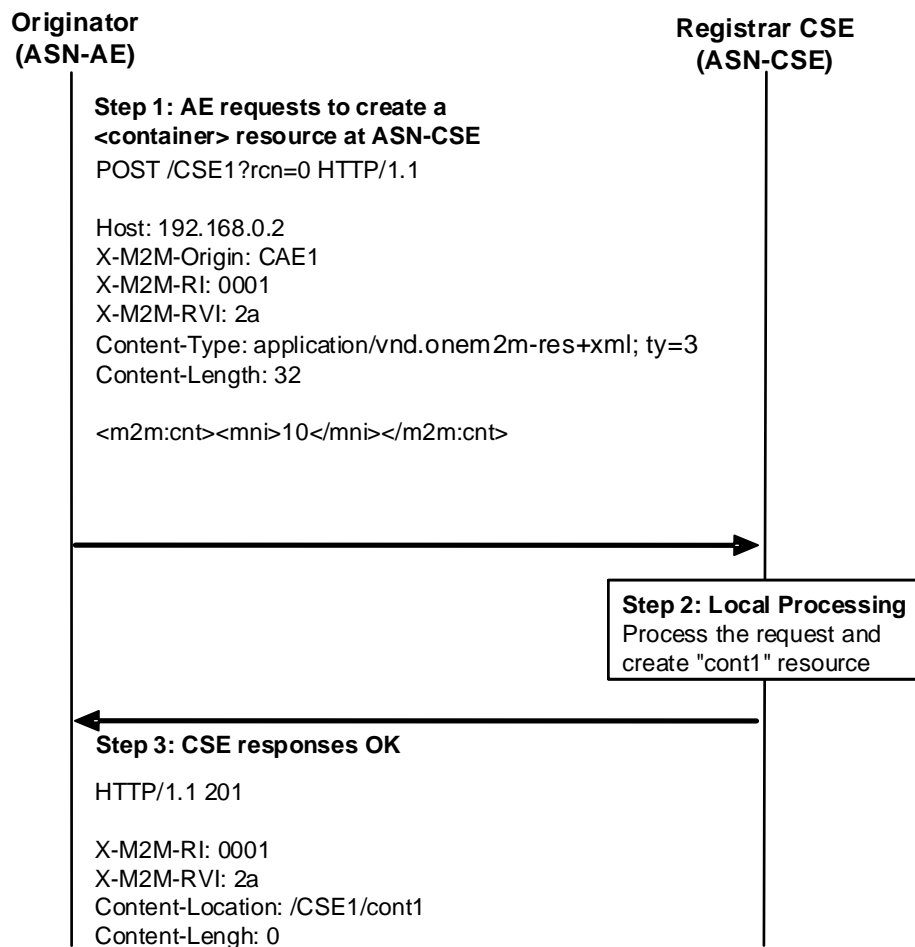 Originator
(ASN-AE)
Registrar CSE
(ASN-CSE)
Step 1: AE requests to create a
<container> resource at ASN-CSE
POST /CSE1?rcn=0 HTTP/1.1
Host: 192.168.0.2
X-M2M-Origin: CAE1
X-M2M-RI: 0001
X-M2M-RVI: 2a
Content-Type: application/vnd.onem2m-res+xml; ty=3
Content-Length: 32
<m2m:cnt><mni>10</mni></m2m:cnt>
Step 2: Local Processing
Process the request and
create "cont1" resource
Step 3: CSE responses OK
HTTP/1.1 201
X-M2M-RI: 0001
X-M2M-RVI: 2a
Content-Location: /CSE1/cont1
Content-Lengh: 0